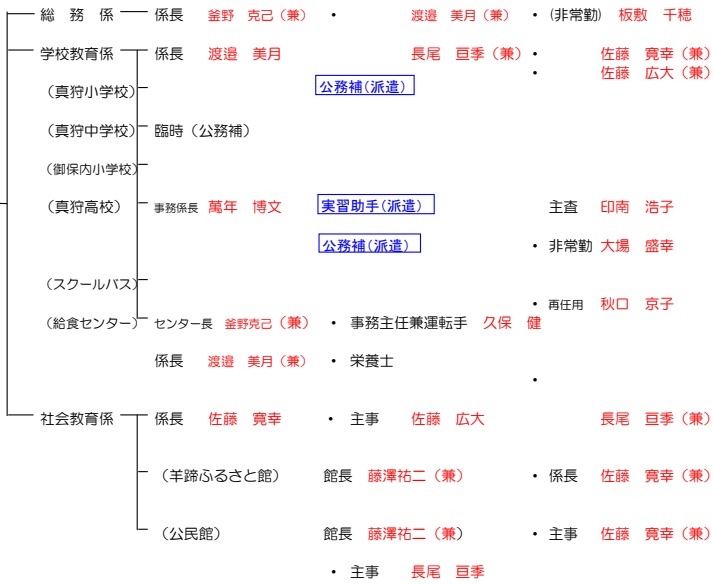 総 務 係 係長 釜野 克己（兼） ・ 渡邉 美月（兼） ・ (非常勤) 板敷 千穂
学校教育係 係長 渡邉 美月 長尾 亘季（兼） ・ 佐藤 寛幸（兼）
・ 佐藤 広大（兼）
（真狩小学校） 公務補(派遣)
（真狩中学校） 臨時（公務補）
（御保内小学校）
（真狩高校） 事務係長 萬年 博文 実習助手(派遣) 主査 印南 浩子
公務補(派遣) ・ 非常勤 大場 盛幸
（スクールバス）
・ 再任用 秋口 京子
（給食センター） センター長 釜野克己（兼） ・ 事務主任兼運転手 久保 健
係長 渡邉 美月（兼） ・ 栄養士
・
社会教育係 係長 佐藤 寛幸 ・ 主事 佐藤 広大 長尾 亘季（兼）
（羊蹄ふるさと館） 館長 藤澤祐二（兼） ・ 係長 佐藤 寛幸（兼）
（公民館） 館長 藤澤祐二（兼） ・ 主事 佐藤 寛幸（兼）
・ 主事 長尾 亘季